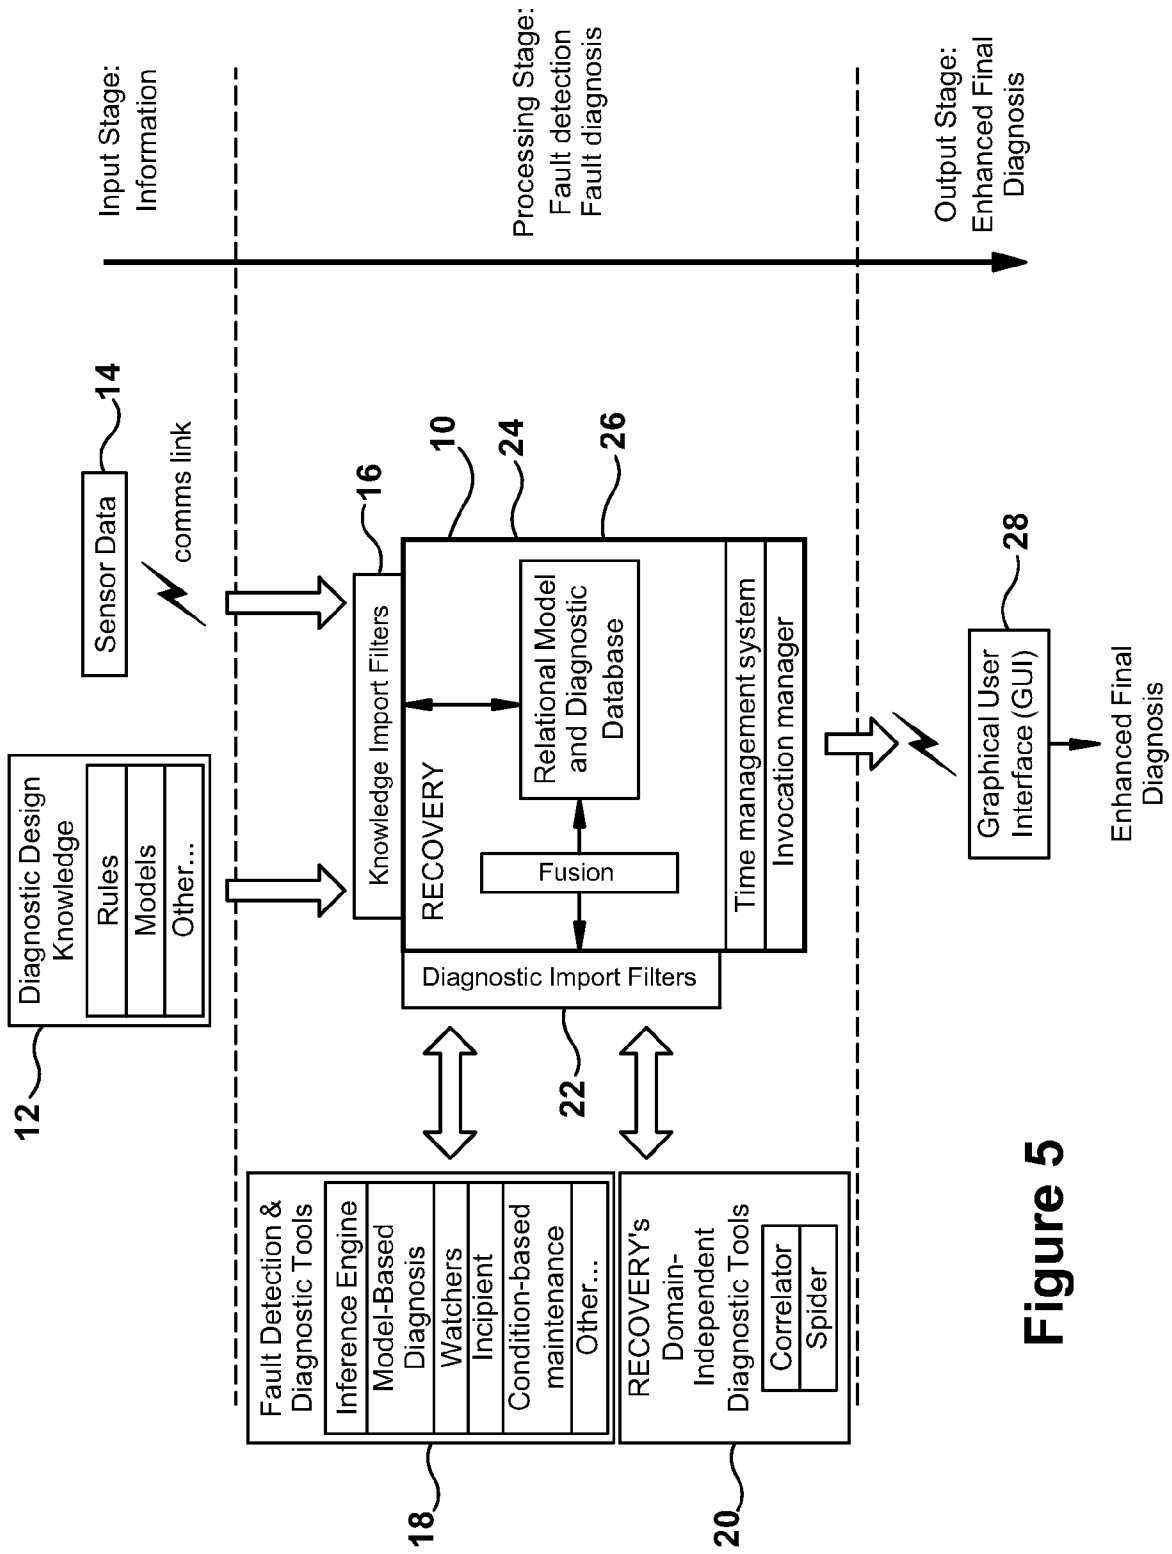 Input Stage:
Information
Processing Stage:
Fault detection
Fault diagnosis
Output Stage:
Enhanced Final
Diagnosis
12
Diagnostic Design
Knowledge
Rules
Models
Other...
14
Sensor Data
comms link
16
Knowledge Import Filters
10
24
26
RECOVERY
Fusion
Relational Model
and Diagnostic
Database
Time management system
Invocation manager
Diagnostic Import Filters
22
18
Fault Detection &
Diagnostic Tools
Inference Engine
Model-Based
Diagnosis
Watchers
Incipient
Condition-based
maintenance
Other...
20
RECOVERY's
Domain-
Independent
Diagnostic Tools
Correlator
Spider
28
Graphical User
Interface (GUI)
Enhanced Final
Diagnosis
Figure 5